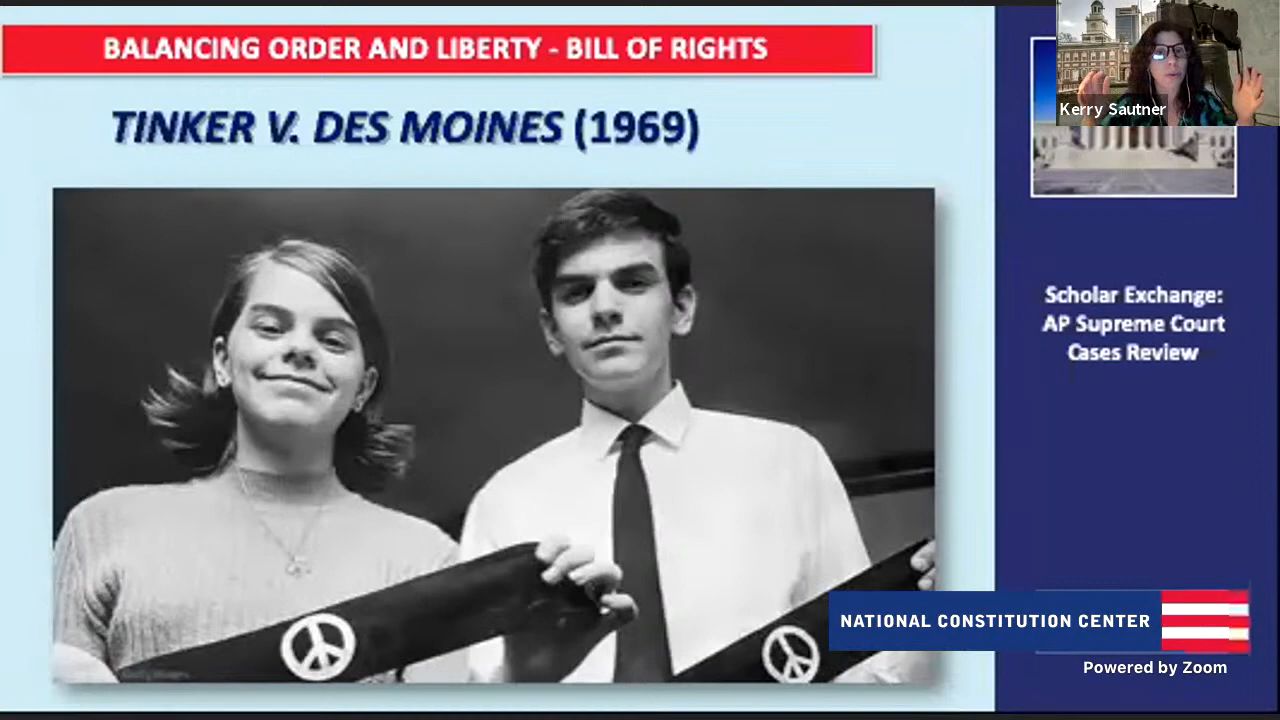 BALANCING ORDER AND LIBERTY - BILL OF RIGHTS
TINKER V. DES MOINES (1969)
Kerry Sautner
Scholar Exchange:
AP Supreme Court
Cases Review
NATIONAL CONSTITUTION CENTER
Powered by Zoom